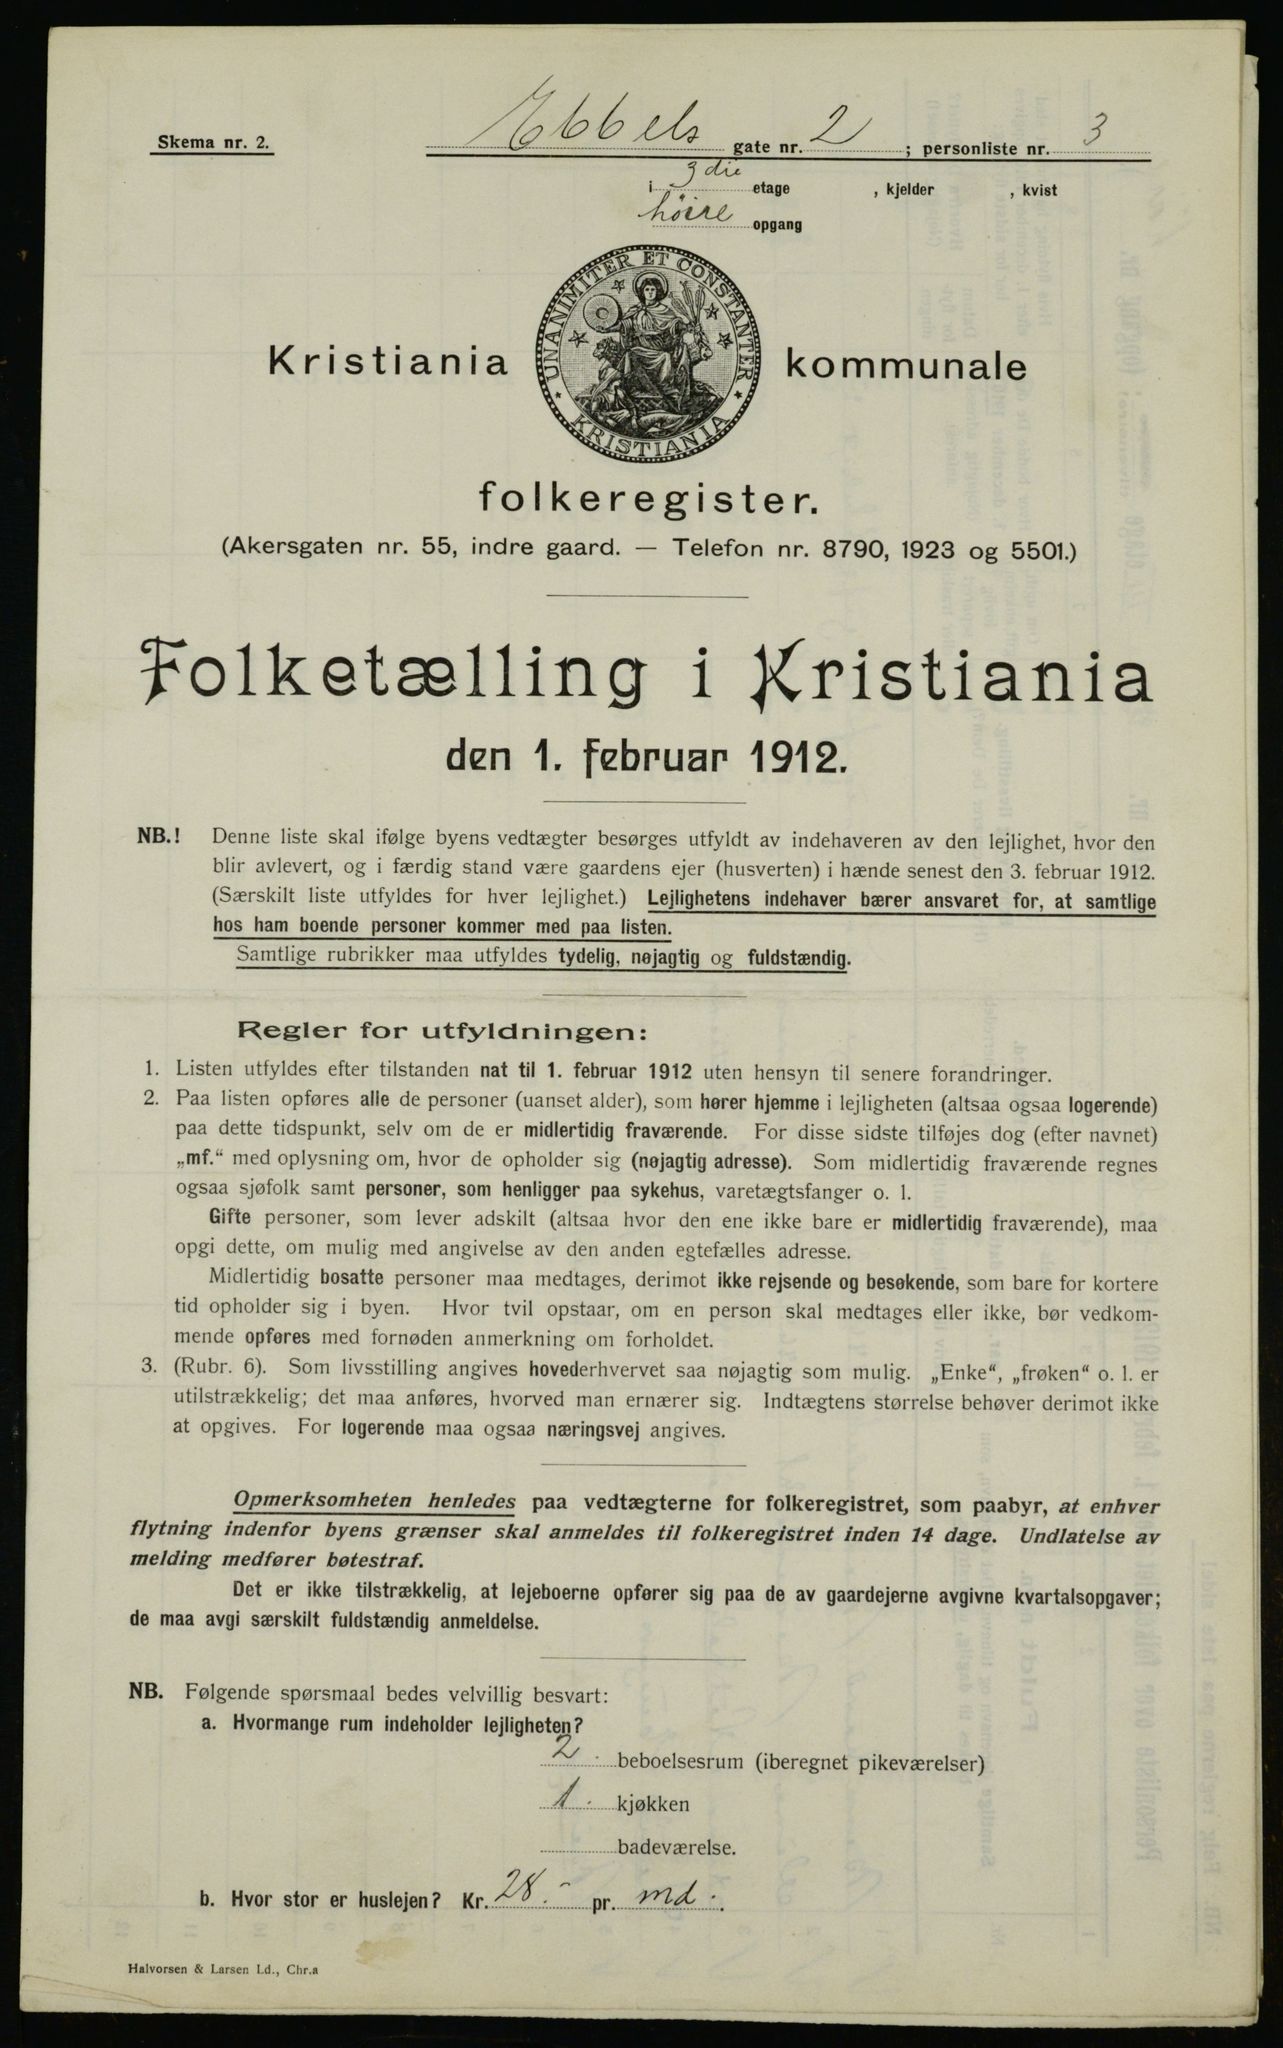 Skema nr. 2.
Ebbels gate nr. 2 ; personliste nr. 3
i 3die etage , kjelder , kvist
høire opgang
UNANIMITER ET CONSTANTER
KRISTIANIA
Kristiania kommunale
folkeregister.
(Akersgaten nr. 55, indre gaard. — Telefon nr. 8790, 1923 og 5501.)
Folketælling i Kristiania
den 1. februar 1912.
NB.! Denne liste skal ifølge byens vedtægter besørges utfyldt av indehaveren av den lejlighet, hvor den
blir avlevert, og i færdig stand være gaardens ejer (husverten) i hænde senest den 3. februar 1912.
(Særskilt liste utfyldes for hver lejlighet.) Lejlighetens indehaver bærer ansvaret for, at samtlige
hos ham boende personer kommer med paa listen.
Samtlige rubrikker maa utfyldes tydelig, nøjagtig og fuldstændig.
Regler for utfyldningen:
1. Listen utfyldes efter tilstanden nat til 1. februar 1912 uten hensyn til senere forandringer.
2. Paa listen opføres alle de personer (uanset alder), som hører hjemme i lejligheten (altsaa ogsaa logerende)
paa dette tidspunkt, selv om de er midlertidig fraværende. For disse sidste tilføjes dog (efter navnet)
„mf.“ med oplysning om, hvor de opholder sig (nøjagtig adresse). Som midlertidig fraværende regnes
ogsaa sjøfolk samt personer, som henligger paa sykehus, varetægtsfanger o. l.
Gifte personer, som lever adskilt (altsaa hvor den ene ikke bare er midlertidig fraværende), maa
opgi dette, om mulig med angivelse av den anden egtefælles adresse.
Midlertidig bosatte personer maa medtages, derimot ikke rejsende og besøkende, som bare for kortere
tid opholder sig i byen. Hvor tvil opstaar, om en person skal medtages eller ikke, bør vedkom-
mende opføres med fornøden anmerkning om forholdet.
3. (Rubr. 6). Som livsstilling angives hovederhvervet saa nøjagtig som mulig. „Enke“, „frøken“ o. l. er
utilstrækkelig; det maa anføres, hvorved man ernærer sig. Indtægtens størrelse behøver derimot ikke
at opgives. For logerende maa ogsaa næringsvej angives.
Opmerksomheten henledes paa vedtægterne for folkeregistret, som paabyr, at enhver
flytning indenfor byens grænser skal anmeldes til folkeregistret inden 14 dage. Undlatelse av
melding medfører bøtestraf.
Det er ikke tilstrækkelig, at lejeboerne opfører sig paa de av gaardejerne avgivne kvartalsopgaver;
de maa avgi særskilt fuldstændig anmeldelse.
NB. Følgende spørsmaal bedes velvillig besvart:
a. Hvormange rum indeholder lejligheten?
2. beboelsesrum (iberegnet pikeværelser)
1. kjøkken
badeværelse.
b. Hvor stor er huslejen? Kr. 28.- pr. md.
Halvorsen & Larsen Ld., Chr.a